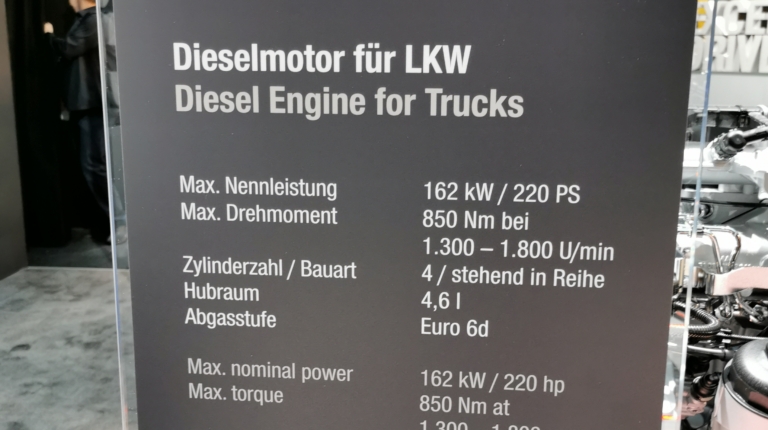 Dieselmotor für LKW
Diesel Engine for Trucks
Max. Nennleistung 162 kW / 220 PS
Max. Drehmoment 850 Nm bei
1.300 – 1.800 U/min
Zylinderzahl / Bauart 4 / stehend in Reihe
Hubraum 4,6 l
Abgasstufe Euro 6d
Max. nominal power 162 kW / 220 hp
Max. torque 850 Nm at